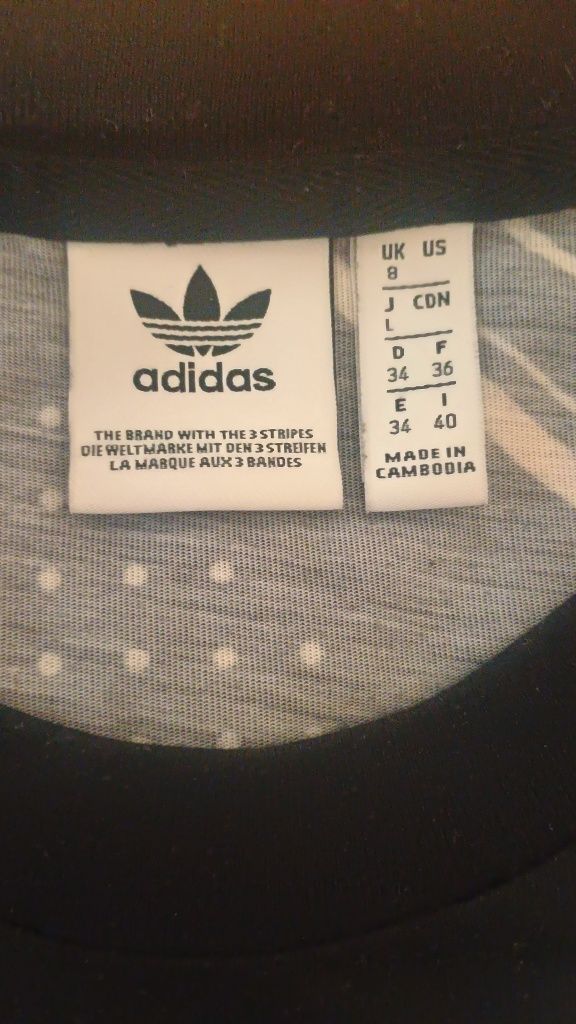 adidas
THE BRAND WITH THE 3 STRIPES
DIE WELTMARKE MIT DEN 3 STREIFEN
LA MARQUE AUX 3 BANDES
UK US
8
J CDN
L
D F
34 36
E I
34 40
MADE IN
CAMBODIA